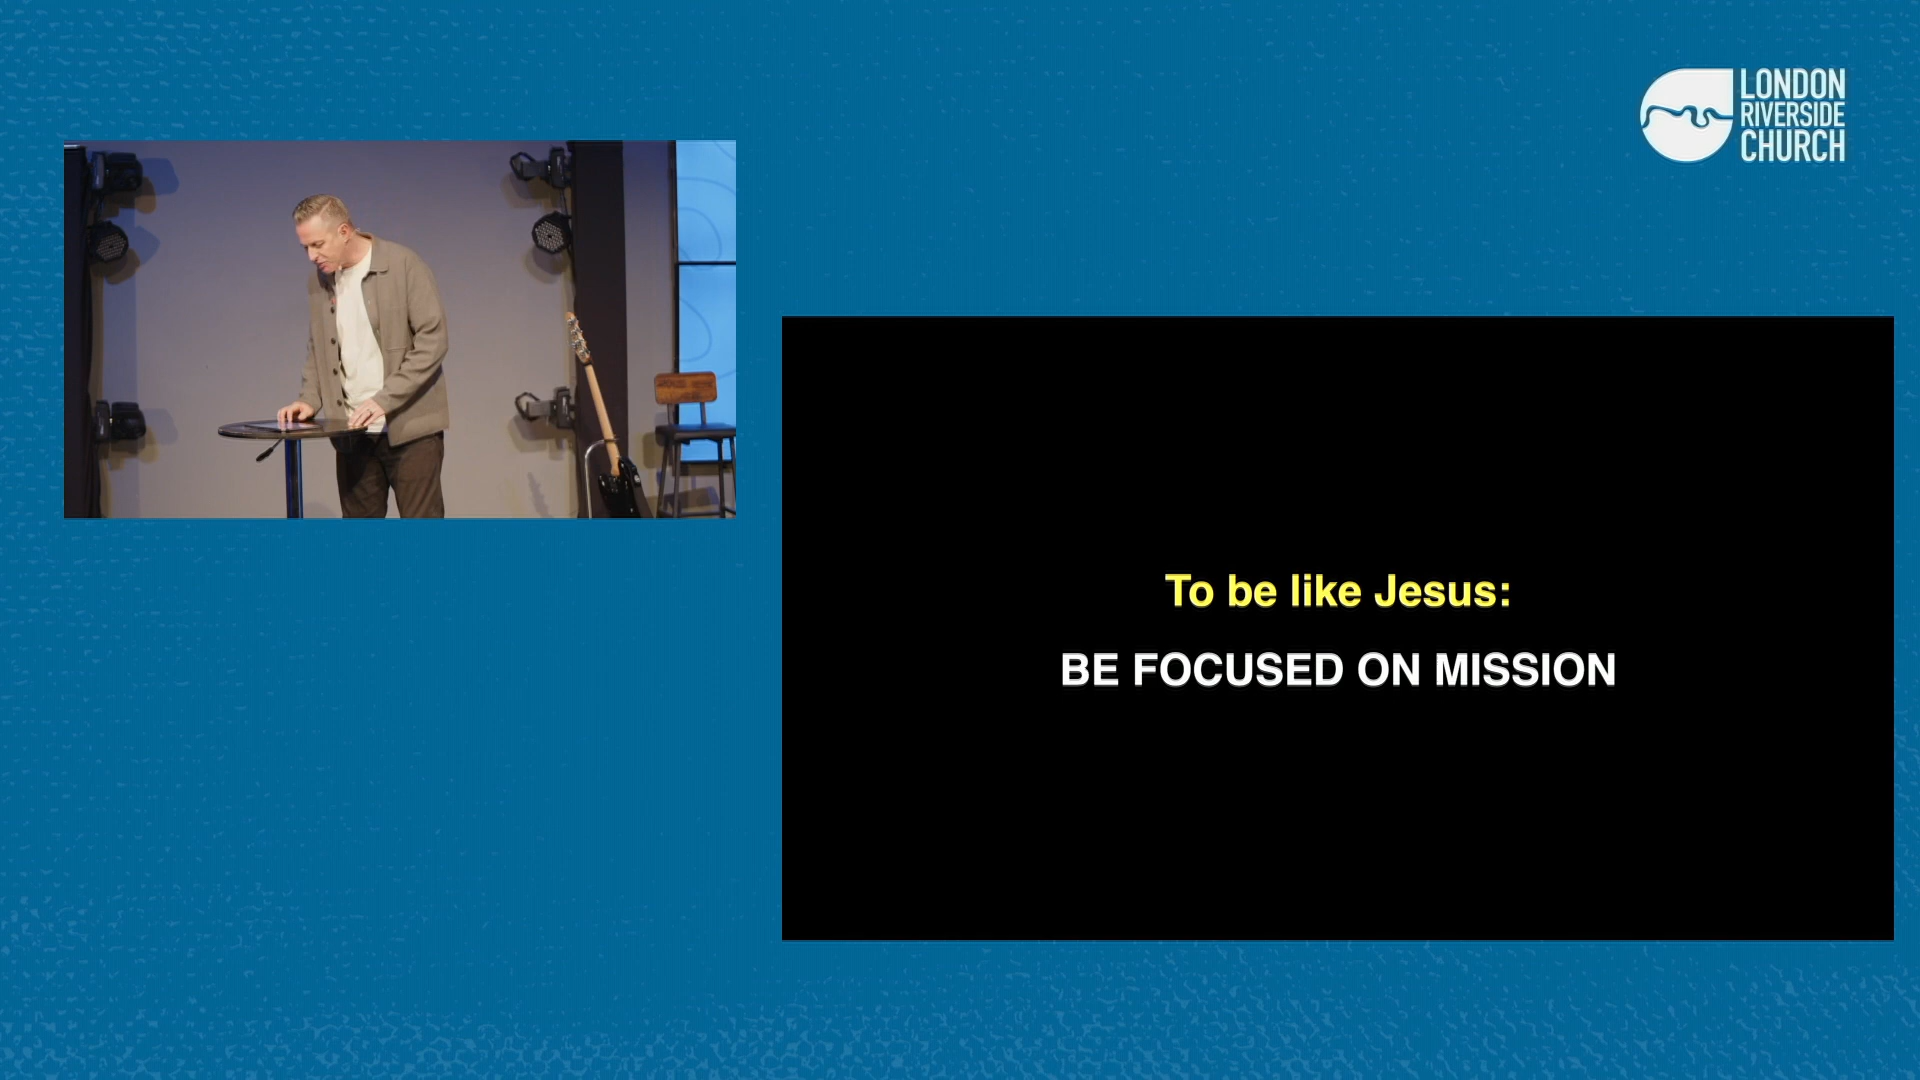 LONDON
RIVERSIDE
CHURCH
To be like Jesus:
BE FOCUSED ON MISSION